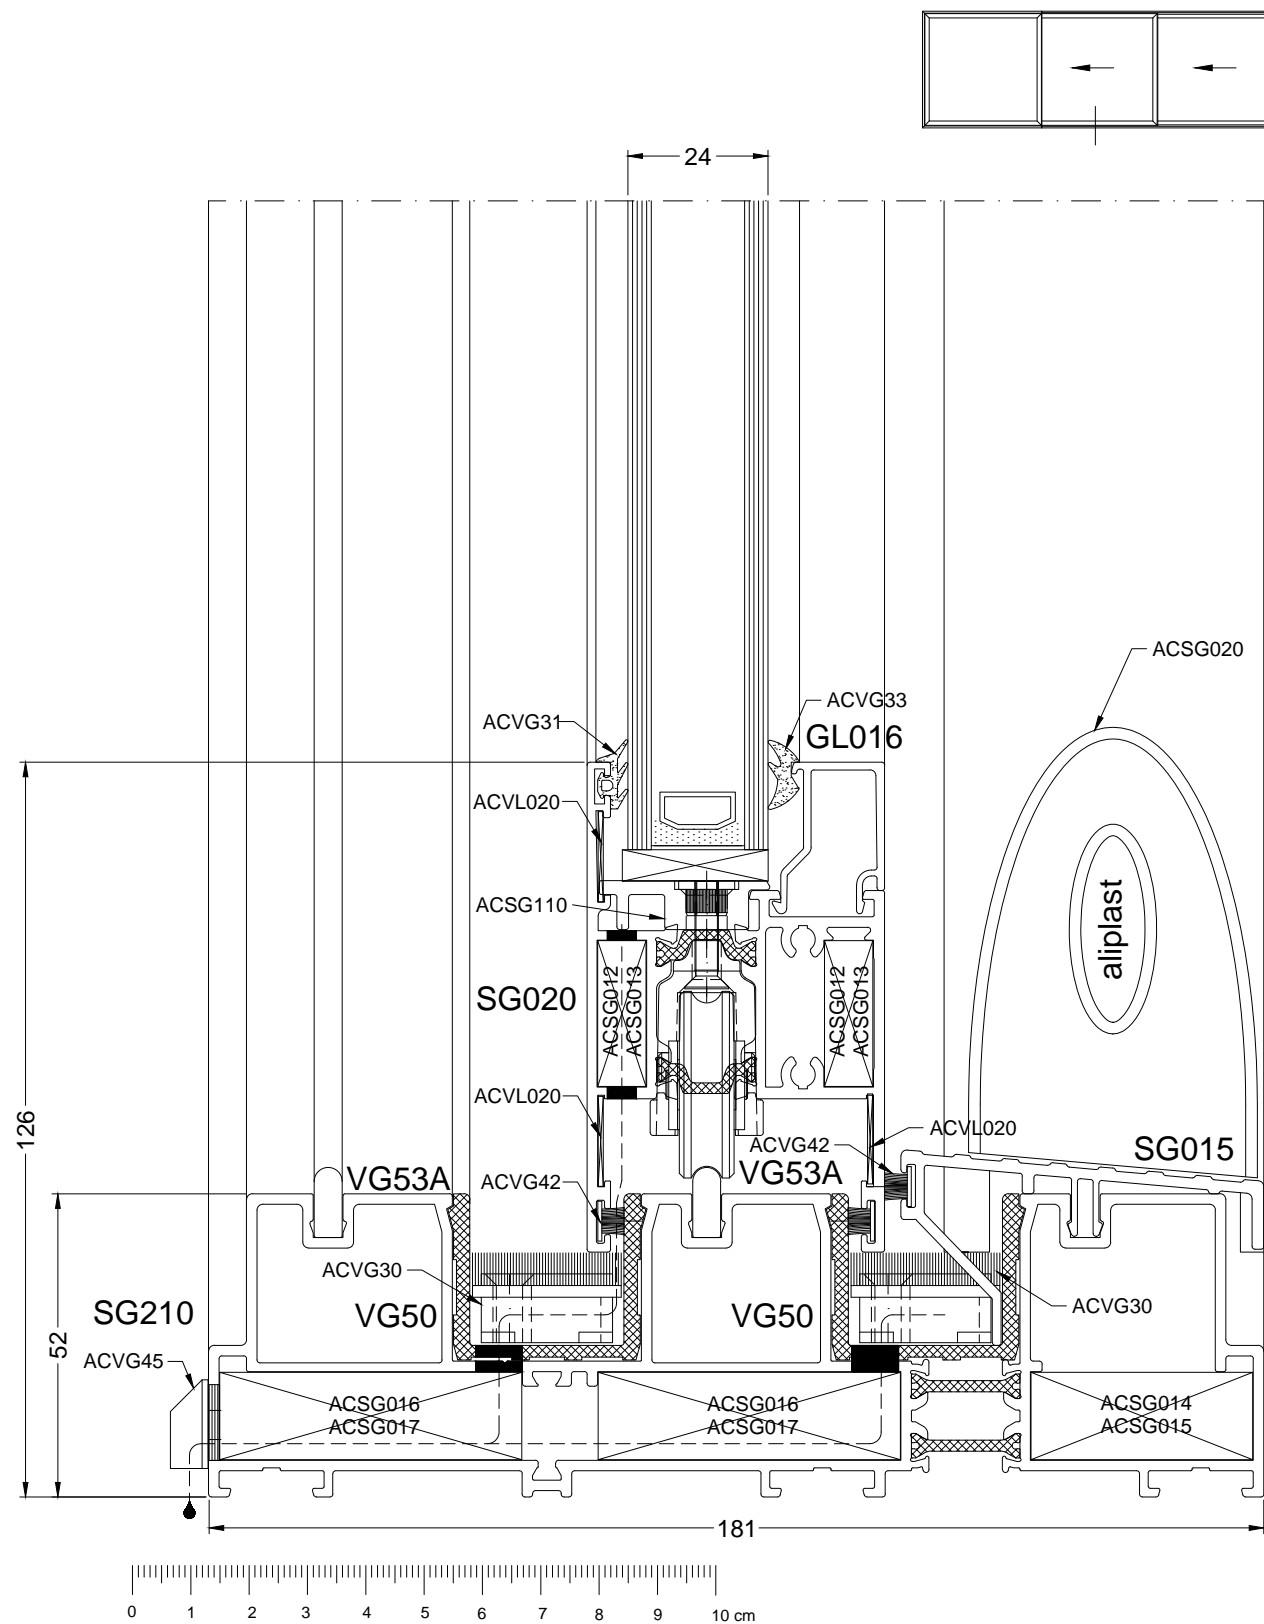 24
ACSG020
ACVG33
ACVG31
GL016
ACVL020
ACSG110
aliplast
SG020
ACSG012
ACSG013
ACSG012
ACSG013
ACVL020
ACVL020
126
ACVG42
SG015
VG53A
VG53A
ACVG42
ACVG30
ACVG30
SG210
VG50
VG50
52
ACVG45
ACSG016
ACSG017
ACSG016
ACSG017
ACSG014
ACSG015
181
0 1 2 3 4 5 6 7 8 9 10 cm